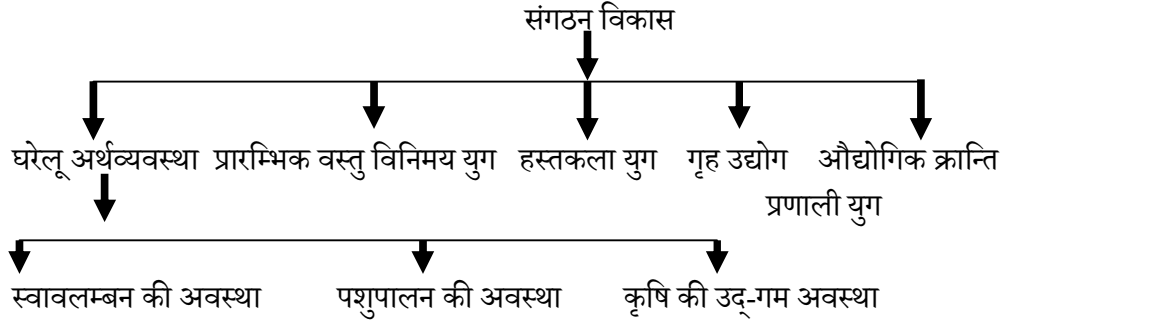 संगठन विकास
घरेलू अर्थव्यवस्था प्रारम्भिक वस्तु विनिमय युग हस्तकला युग गृह उद्योग औद्योगिक क्रान्ति
प्रणाली युग
स्वावलम्बन की अवस्था पशुपालन की अवस्था कृषि की उद्-गम अवस्था